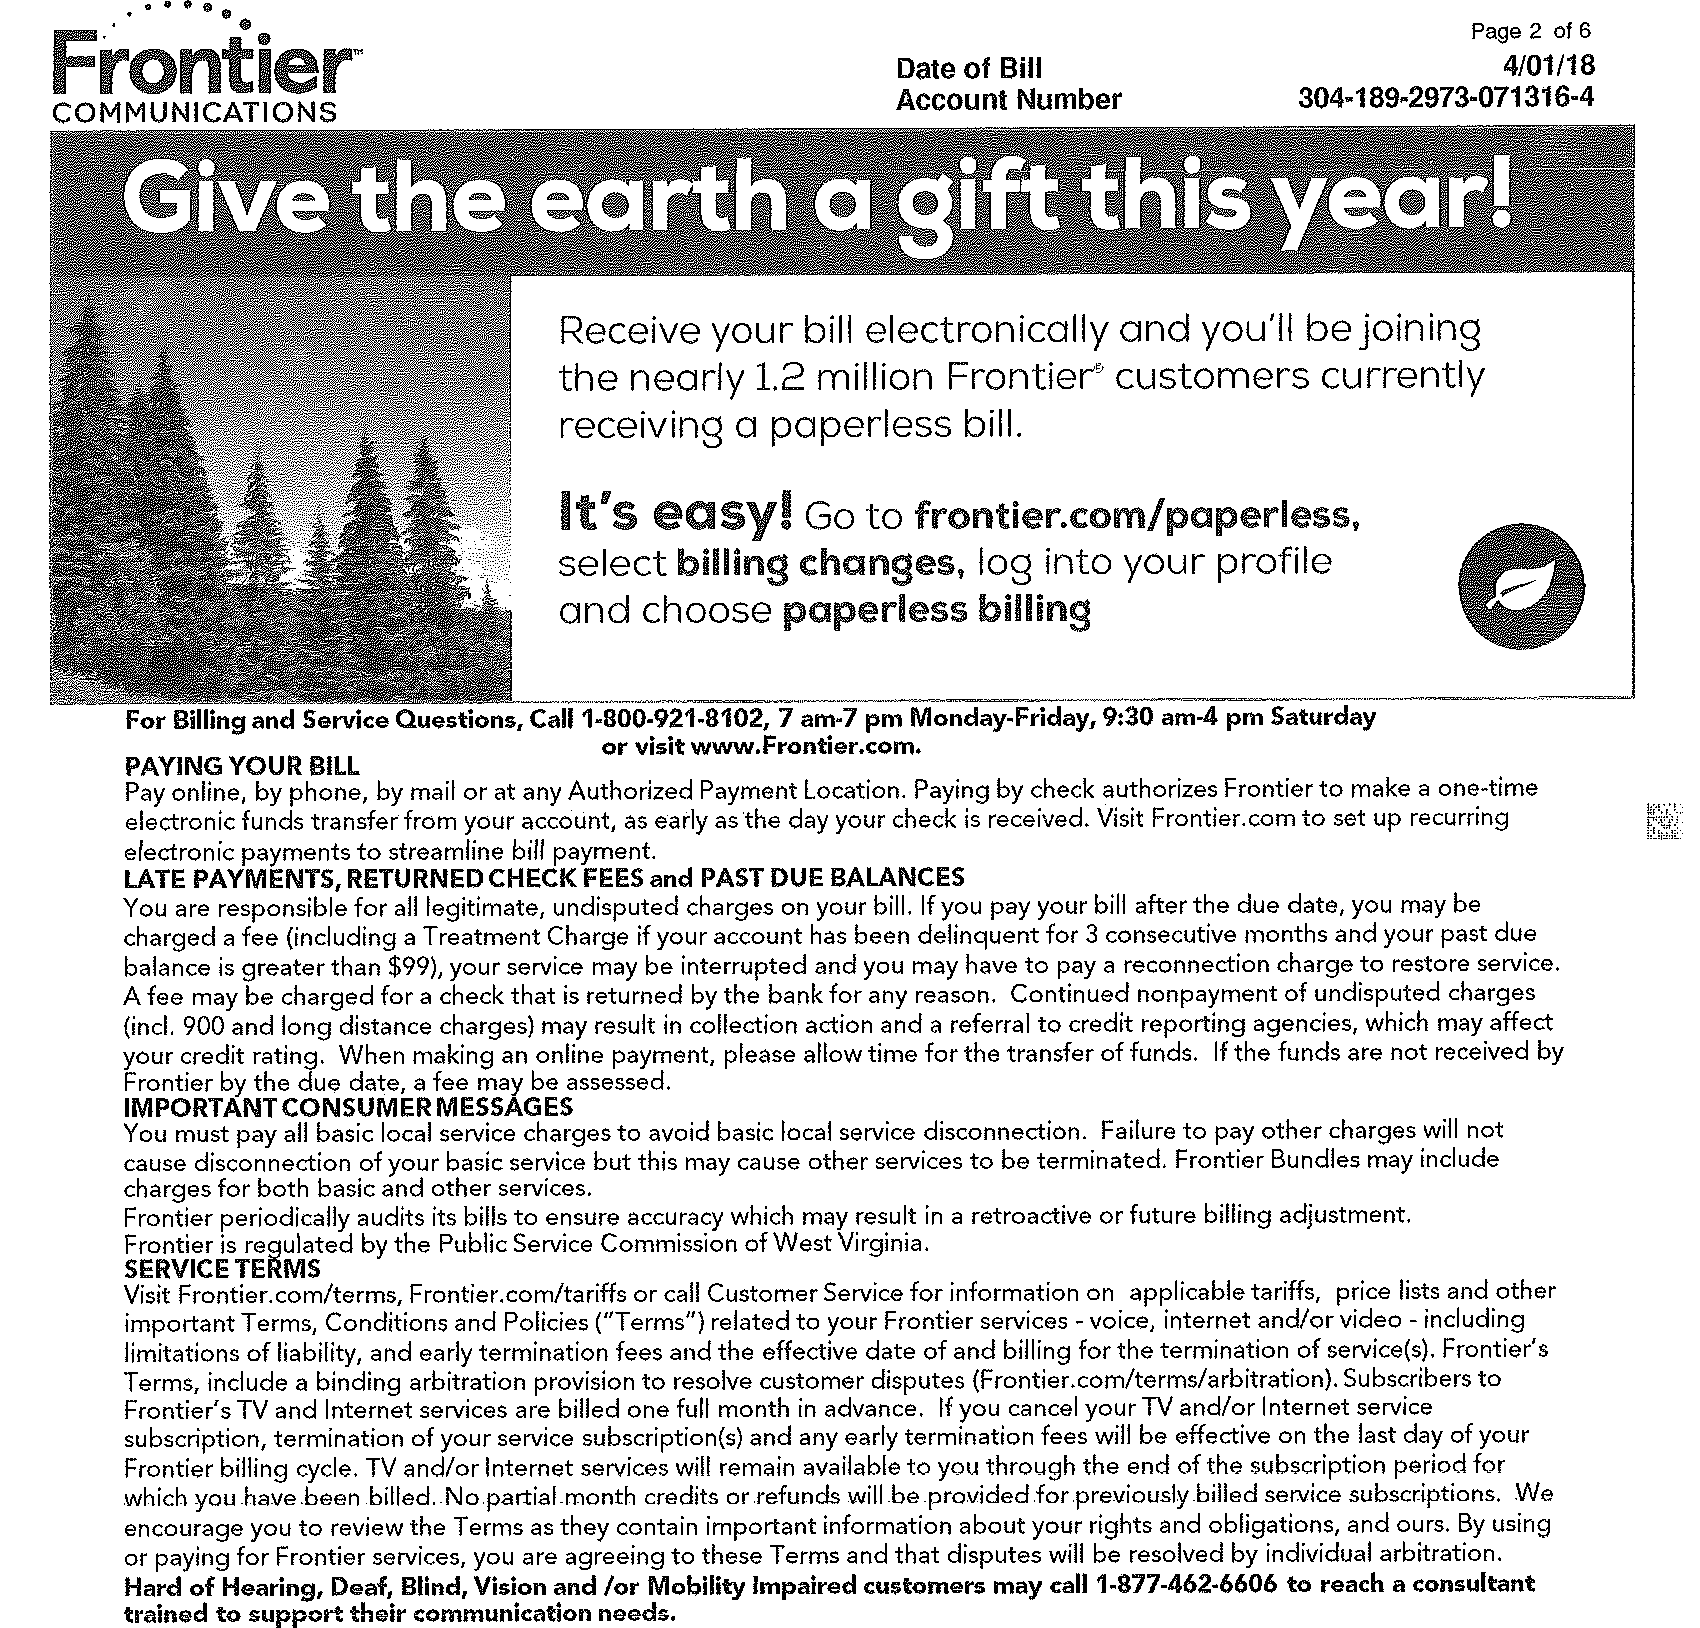 Frontier™
COMMUNICATIONS
Page 2 of 6
Date of Bill 4/01/18
Account Number 304-189-2973-071316-4
Give the earth a gift this year!
Receive your bill electronically and you'll be joining
the nearly 1.2 million Frontier® customers currently
receiving a paperless bill.
It's easy! Go to frontier.com/paperless,
select billing changes, log into your profile
and choose paperless billing
For Billing and Service Questions, Call 1-800-921-8102, 7 am-7 pm Monday-Friday, 9:30 am-4 pm Saturday
or visit www.Frontier.com.
PAYING YOUR BILL
Pay online, by phone, by mail or at any Authorized Payment Location. Paying by check authorizes Frontier to make a one-time
electronic funds transfer from your account, as early as the day your check is received. Visit Frontier.com to set up recurring
electronic payments to streamline bill payment.
LATE PAYMENTS, RETURNED CHECK FEES and PAST DUE BALANCES
You are responsible for all legitimate, undisputed charges on your bill. If you pay your bill after the due date, you may be
charged a fee (including a Treatment Charge if your account has been delinquent for 3 consecutive months and your past due
balance is greater than $99), your service may be interrupted and you may have to pay a reconnection charge to restore service.
A fee may be charged for a check that is returned by the bank for any reason. Continued nonpayment of undisputed charges
(incl. 900 and long distance charges) may result in collection action and a referral to credit reporting agencies, which may affect
your credit rating. When making an online payment, please allow time for the transfer of funds. If the funds are not received by
Frontier by the due date, a fee may be assessed.
IMPORTANT CONSUMER MESSAGES
You must pay all basic local service charges to avoid basic local service disconnection. Failure to pay other charges will not
cause disconnection of your basic service but this may cause other services to be terminated. Frontier Bundles may include
charges for both basic and other services.
Frontier periodically audits its bills to ensure accuracy which may result in a retroactive or future billing adjustment.
Frontier is regulated by the Public Service Commission of West Virginia.
SERVICE TERMS
Visit Frontier.com/terms, Frontier.com/tariffs or call Customer Service for information on applicable tariffs, price lists and other
important Terms, Conditions and Policies ("Terms") related to your Frontier services - voice, internet and/or video - including
limitations of liability, and early termination fees and the effective date of and billing for the termination of service(s). Frontier's
Terms, include a binding arbitration provision to resolve customer disputes (Frontier.com/terms/arbitration). Subscribers to
Frontier's TV and Internet services are billed one full month in advance. If you cancel your TV and/or Internet service
subscription, termination of your service subscription(s) and any early termination fees will be effective on the last day of your
Frontier billing cycle. TV and/or Internet services will remain available to you through the end of the subscription period for
which you have been billed. No partial month credits or refunds will be provided for previously billed service subscriptions. We
encourage you to review the Terms as they contain important information about your rights and obligations, and ours. By using
or paying for Frontier services, you are agreeing to these Terms and that disputes will be resolved by individual arbitration.
Hard of Hearing, Deaf, Blind, Vision and /or Mobility Impaired customers may call 1-877-462-6606 to reach a consultant
trained to support their communication needs.